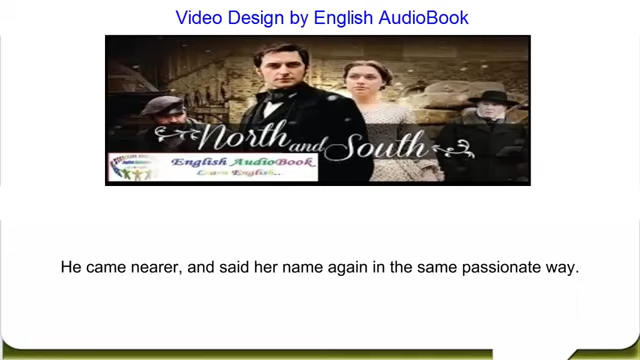 Video Design by English AudioBook
North and South
English AudioBook
Learn English...
He came nearer, and said her name again in the same passionate way.